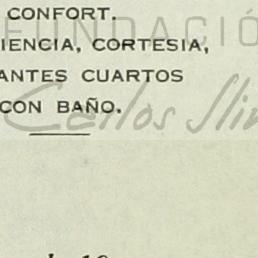 CONFORT.
FUNDACIÓ
IENCIA, CORTESIA,
ANTES CUARTOS
CON BAÑO.
Carlos Slim